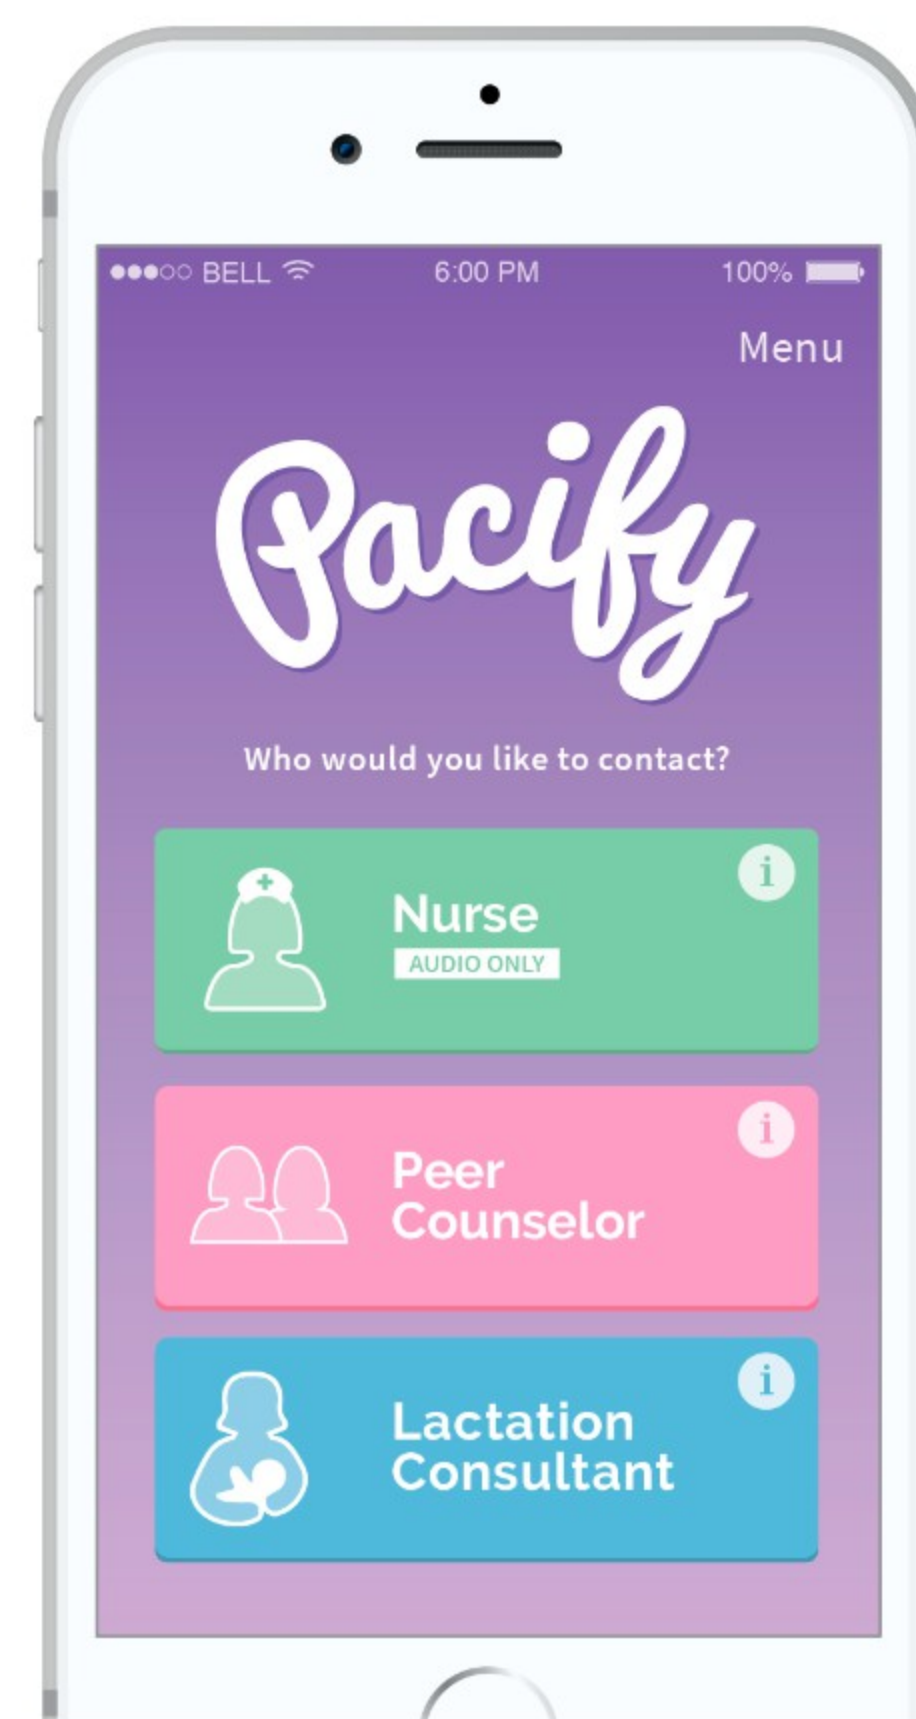 BELL 6:00 PM 100%
Menu
Pacify
Who would you like to contact?
i
Nurse
AUDIO ONLY
i
Peer
Counselor
i
Lactation
Consultant